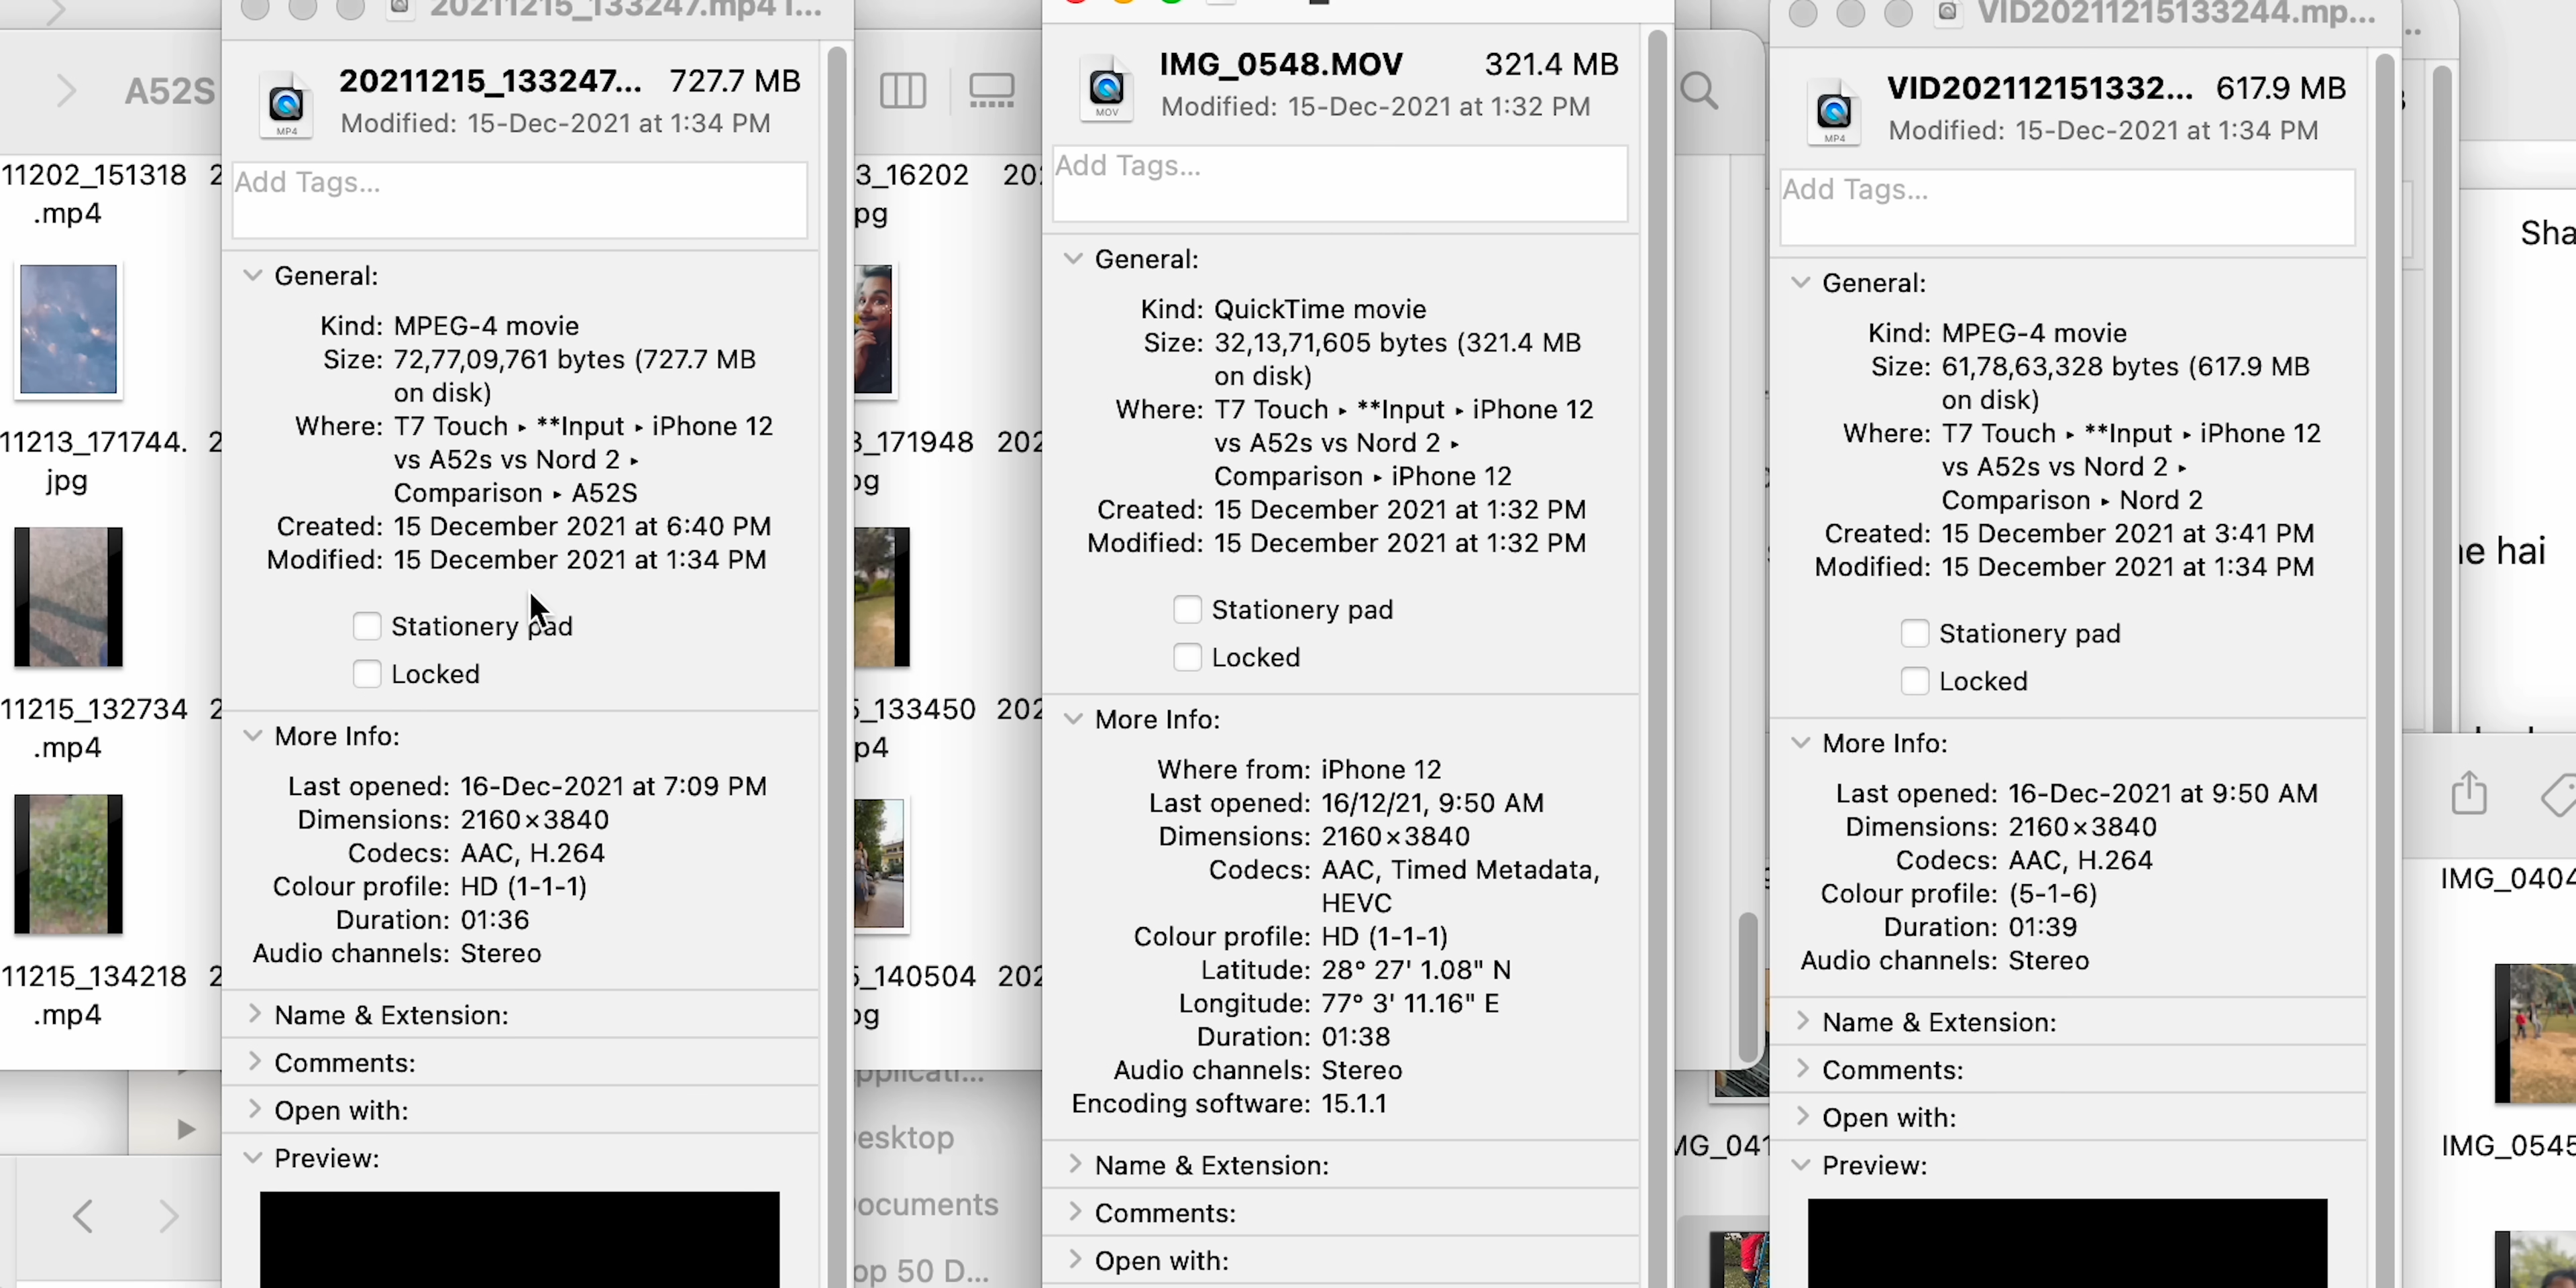 20211215_133247.mp4 I...
A52S
11202_151318
.mp4
11213_171744.
jpg
11215_132734
.mp4
11215_134218
.mp4
20211215_133247... 727.7 MB
Modified: 15-Dec-2021 at 1:34 PM
MP4
Add Tags...
General:
Kind: MPEG-4 movie
Size: 72,77,09,761 bytes (727.7 MB
on disk)
Where: T7 Touch ▸ **Input ▸ iPhone 12
vs A52s vs Nord 2 ▸
Comparison ▸ A52S
Created: 15 December 2021 at 6:40 PM
Modified: 15 December 2021 at 1:34 PM
Stationery pad
Locked
More Info:
Last opened: 16-Dec-2021 at 7:09 PM
Dimensions: 2160×3840
Codecs: AAC, H.264
Colour profile: HD (1-1-1)
Duration: 01:36
Audio channels: Stereo
Name & Extension:
Comments:
Open with:
Preview:
3_16202
pg
3_171948
5_133450
p4
5_140504
esktop
ocuments
op 50 D...
IMG_0548.MOV 321.4 MB
Modified: 15-Dec-2021 at 1:32 PM
MOV
Add Tags...
General:
Kind: QuickTime movie
Size: 32,13,71,605 bytes (321.4 MB
on disk)
Where: T7 Touch ▸ **Input ▸ iPhone 12
vs A52s vs Nord 2 ▸
Comparison ▸ iPhone 12
Created: 15 December 2021 at 1:32 PM
Modified: 15 December 2021 at 1:32 PM
Stationery pad
Locked
More Info:
Where from: iPhone 12
Last opened: 16/12/21, 9:50 AM
Dimensions: 2160×3840
Codecs: AAC, Timed Metadata,
HEVC
Colour profile: HD (1-1-1)
Latitude: 28° 27' 1.08" N
Longitude: 77° 3' 11.16" E
Duration: 01:38
Audio channels: Stereo
Encoding software: 15.1.1
Name & Extension:
Comments:
Open with:
VID20211215133244.mp...
VID202112151332... 617.9 MB
Modified: 15-Dec-2021 at 1:34 PM
MP4
Add Tags...
General:
Kind: MPEG-4 movie
Size: 61,78,63,328 bytes (617.9 MB
on disk)
Where: T7 Touch ▸ **Input ▸ iPhone 12
vs A52s vs Nord 2 ▸
Comparison ▸ Nord 2
Created: 15 December 2021 at 3:41 PM
Modified: 15 December 2021 at 1:34 PM
Stationery pad
Locked
More Info:
Last opened: 16-Dec-2021 at 9:50 AM
Dimensions: 2160×3840
Codecs: AAC, H.264
Colour profile: (5-1-6)
Duration: 01:39
Audio channels: Stereo
Name & Extension:
Comments:
Open with:
Preview:
Sha
hai
IMG_0404
IMG_0545